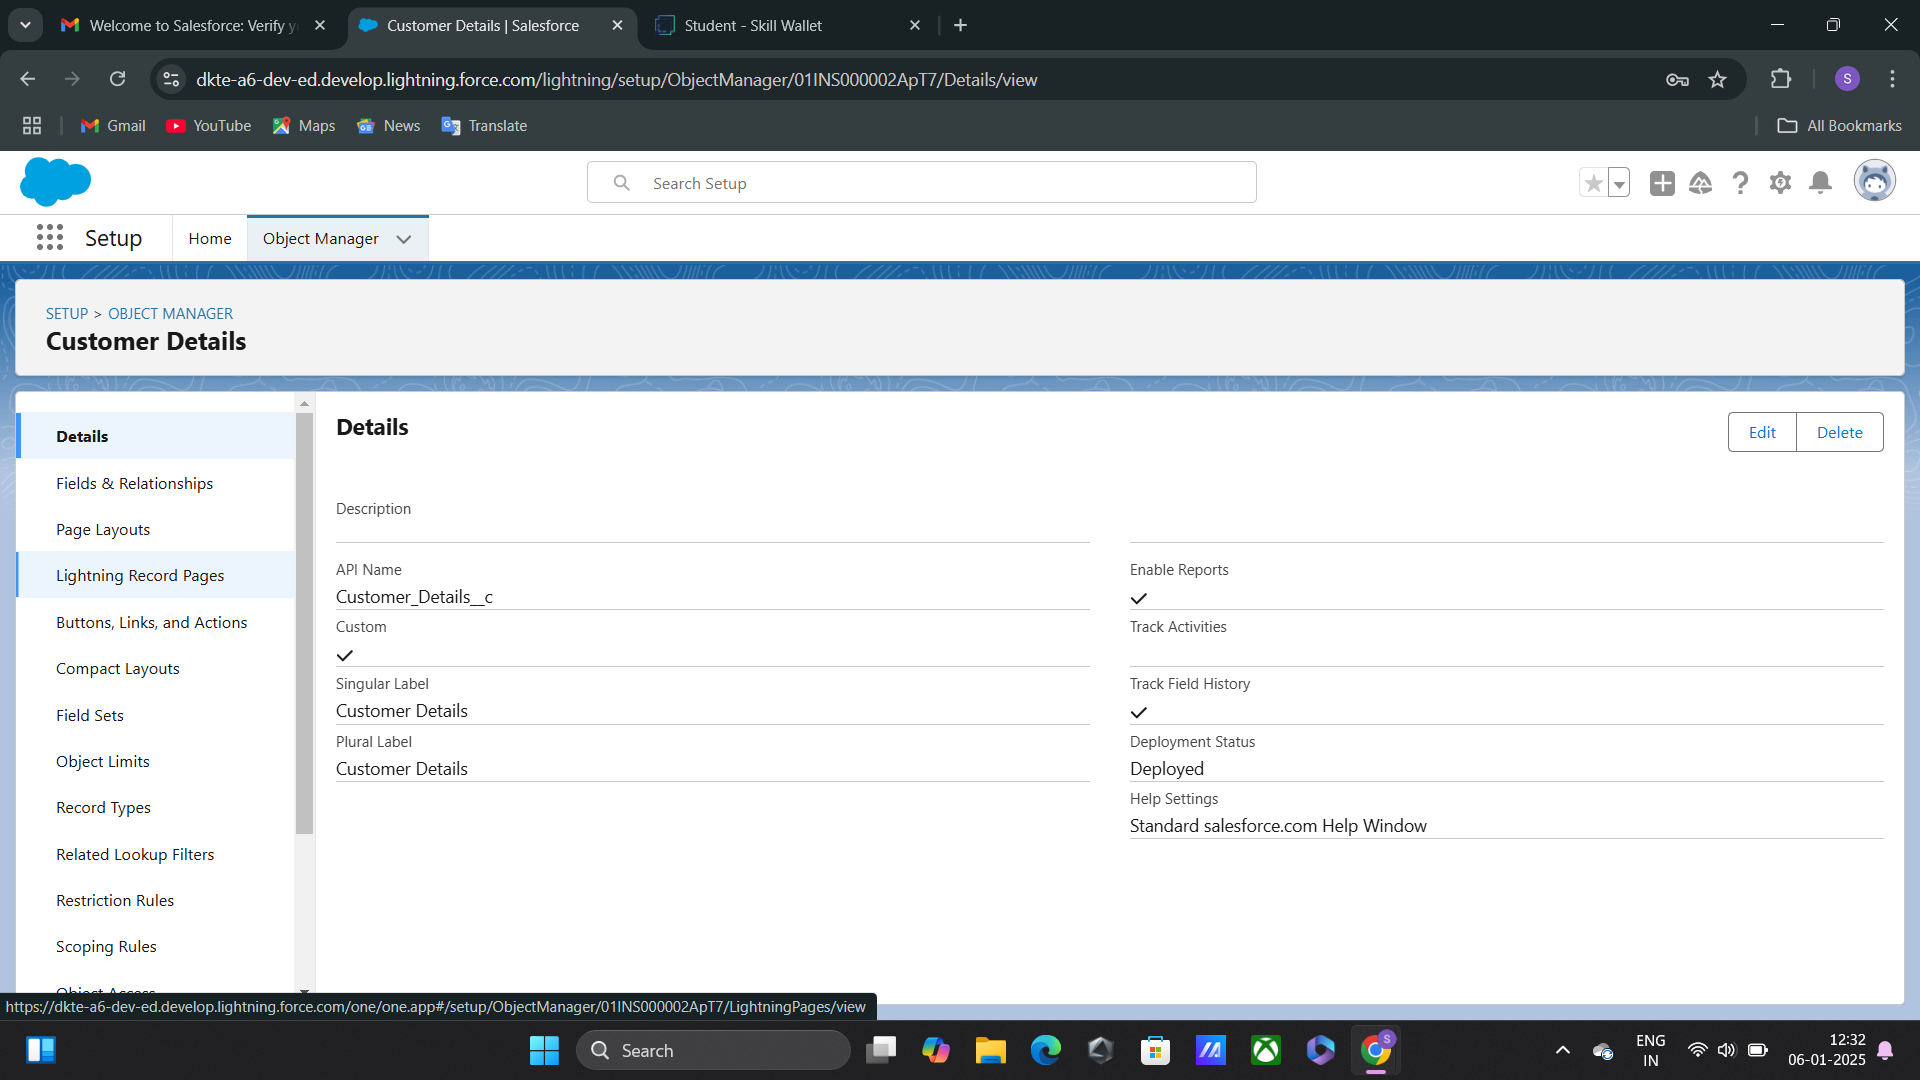 Welcome to Salesforce: Verify y
Customer Details | Salesforce
Student - Skill Wallet
dkte-a6-dev-ed.develop.lightning.force.com/lightning/setup/ObjectManager/01INS000002ApT7/Details/view
S
Gmail
YouTube
Maps
News
Translate
All Bookmarks
Search Setup
Setup
Home
Object Manager
SETUP > OBJECT MANAGER
Customer Details
Details
Fields & Relationships
Page Layouts
Lightning Record Pages
Buttons, Links, and Actions
Compact Layouts
Field Sets
Object Limits
Record Types
Related Lookup Filters
Restriction Rules
Scoping Rules
Object Access
Details
Edit
Delete
Description
API Name
Customer_Details__c
Custom
Singular Label
Customer Details
Plural Label
Customer Details
Enable Reports
Track Activities
Track Field History
Deployment Status
Deployed
Help Settings
Standard salesforce.com Help Window
https://dkte-a6-dev-ed.develop.lightning.force.com/one/one.app#/setup/ObjectManager/01INS000002ApT7/LightningPages/view
Search
S
ENG
IN
12:32
06-01-2025